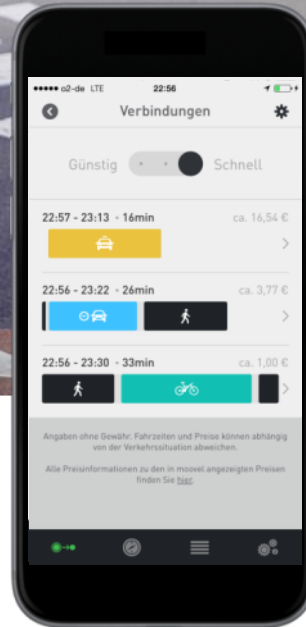 o2-de LTE 22:56
Verbindungen
Günstig Schnell
22:57 - 23:13 • 16min ca. 16,54 €
22:56 - 23:22 • 26min ca. 3,77 €
22:56 - 23:30 • 33min ca. 1,00 €
Angaben ohne Gewähr. Fahrzeiten und Preise können abhängig
von der Verkehrssituation abweichen.
Alle Preisinformationen zu den in moovel angezeigten Preisen
finden Sie hier.